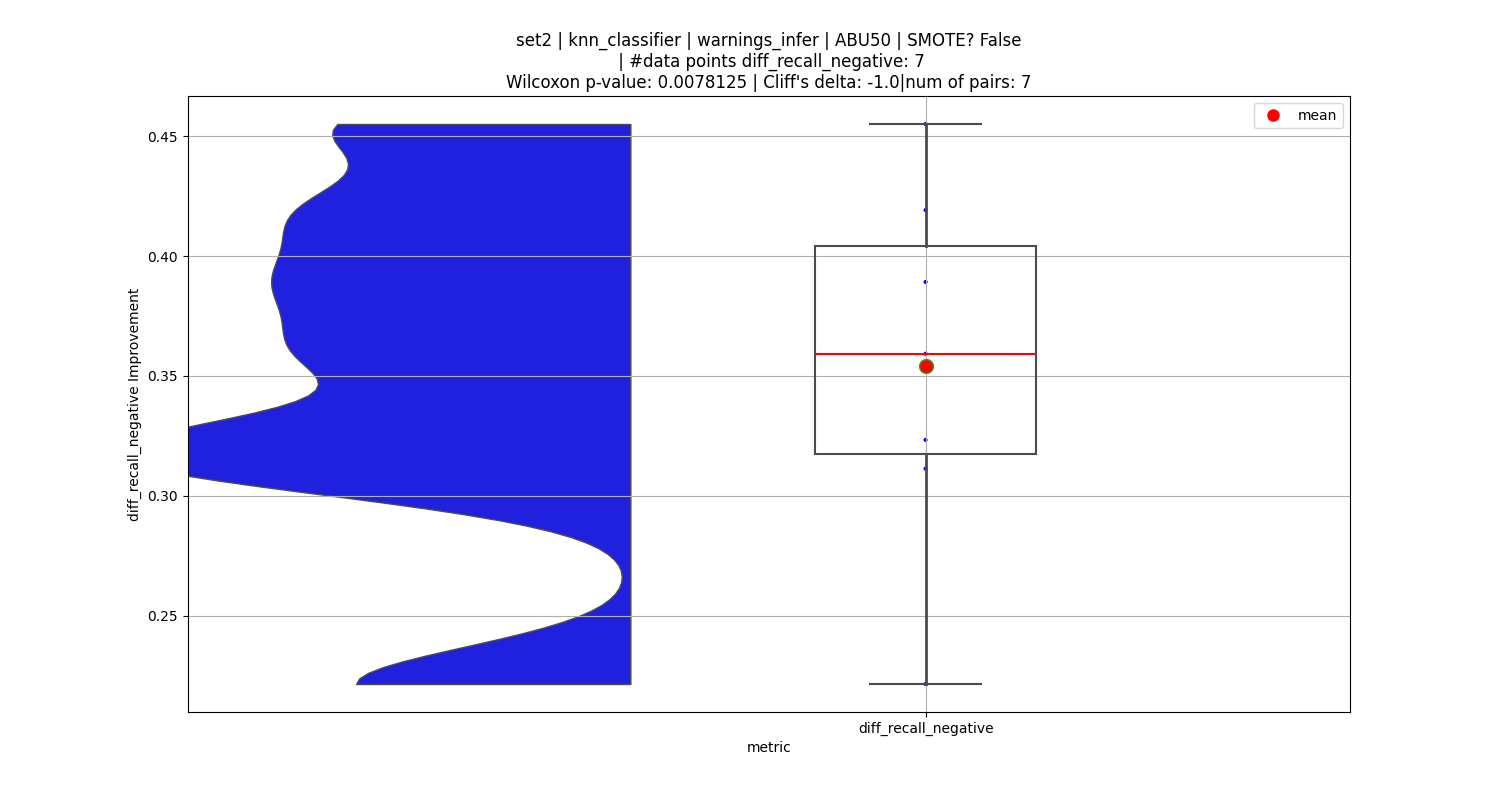 set2 | knn_classifier | warnings_infer | ABU50 | SMOTE? False
| #data points diff_recall_negative: 7
Wilcoxon p-value: 0.0078125 | Cliff's delta: -1.0|num of pairs: 7
mean
0.45
0.40
0.35
0.30
0.25
diff_recall_negative Improvement
diff_recall_negative
metric